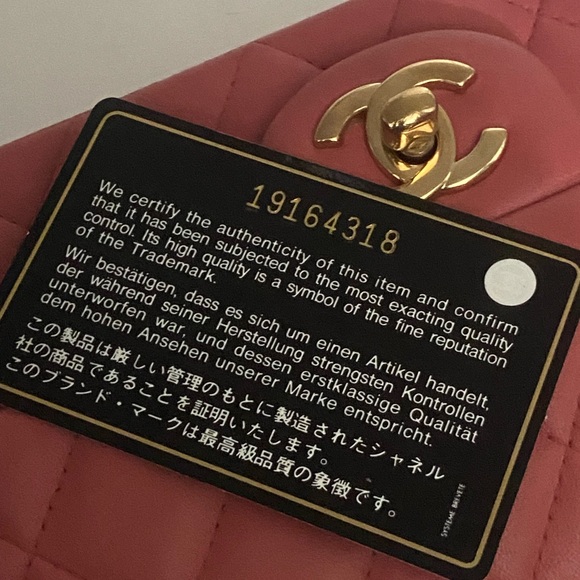 19164318
We certify the authenticity of this item and confirm
that it has been subjected to the most exacting quality
control. Its high quality is a symbol of the fine reputation
of the Trademark.
Wir bestätigen, dass es sich um einen Artikel handelt,
der während seiner Herstellung strengsten Kontrollen
unterworfen war, und dessen erstklassige Qualität
dem hohen Ansehen unserer Marke entspricht.
この製品は厳しい管理のもとに製造されたシャネル
社の商品であることを証明いたします。
このブランド・マークは最高級品質の象徴です。
SYSTEME BREVETE